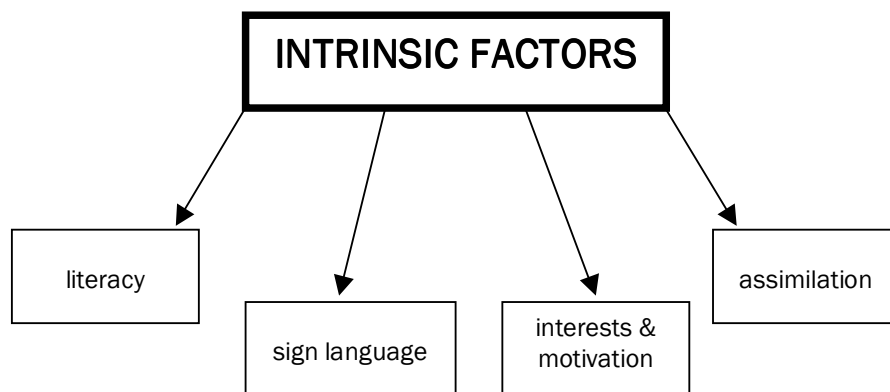 INTRINSIC FACTORS
literacy
sign language
interests &
motivation
assimilation